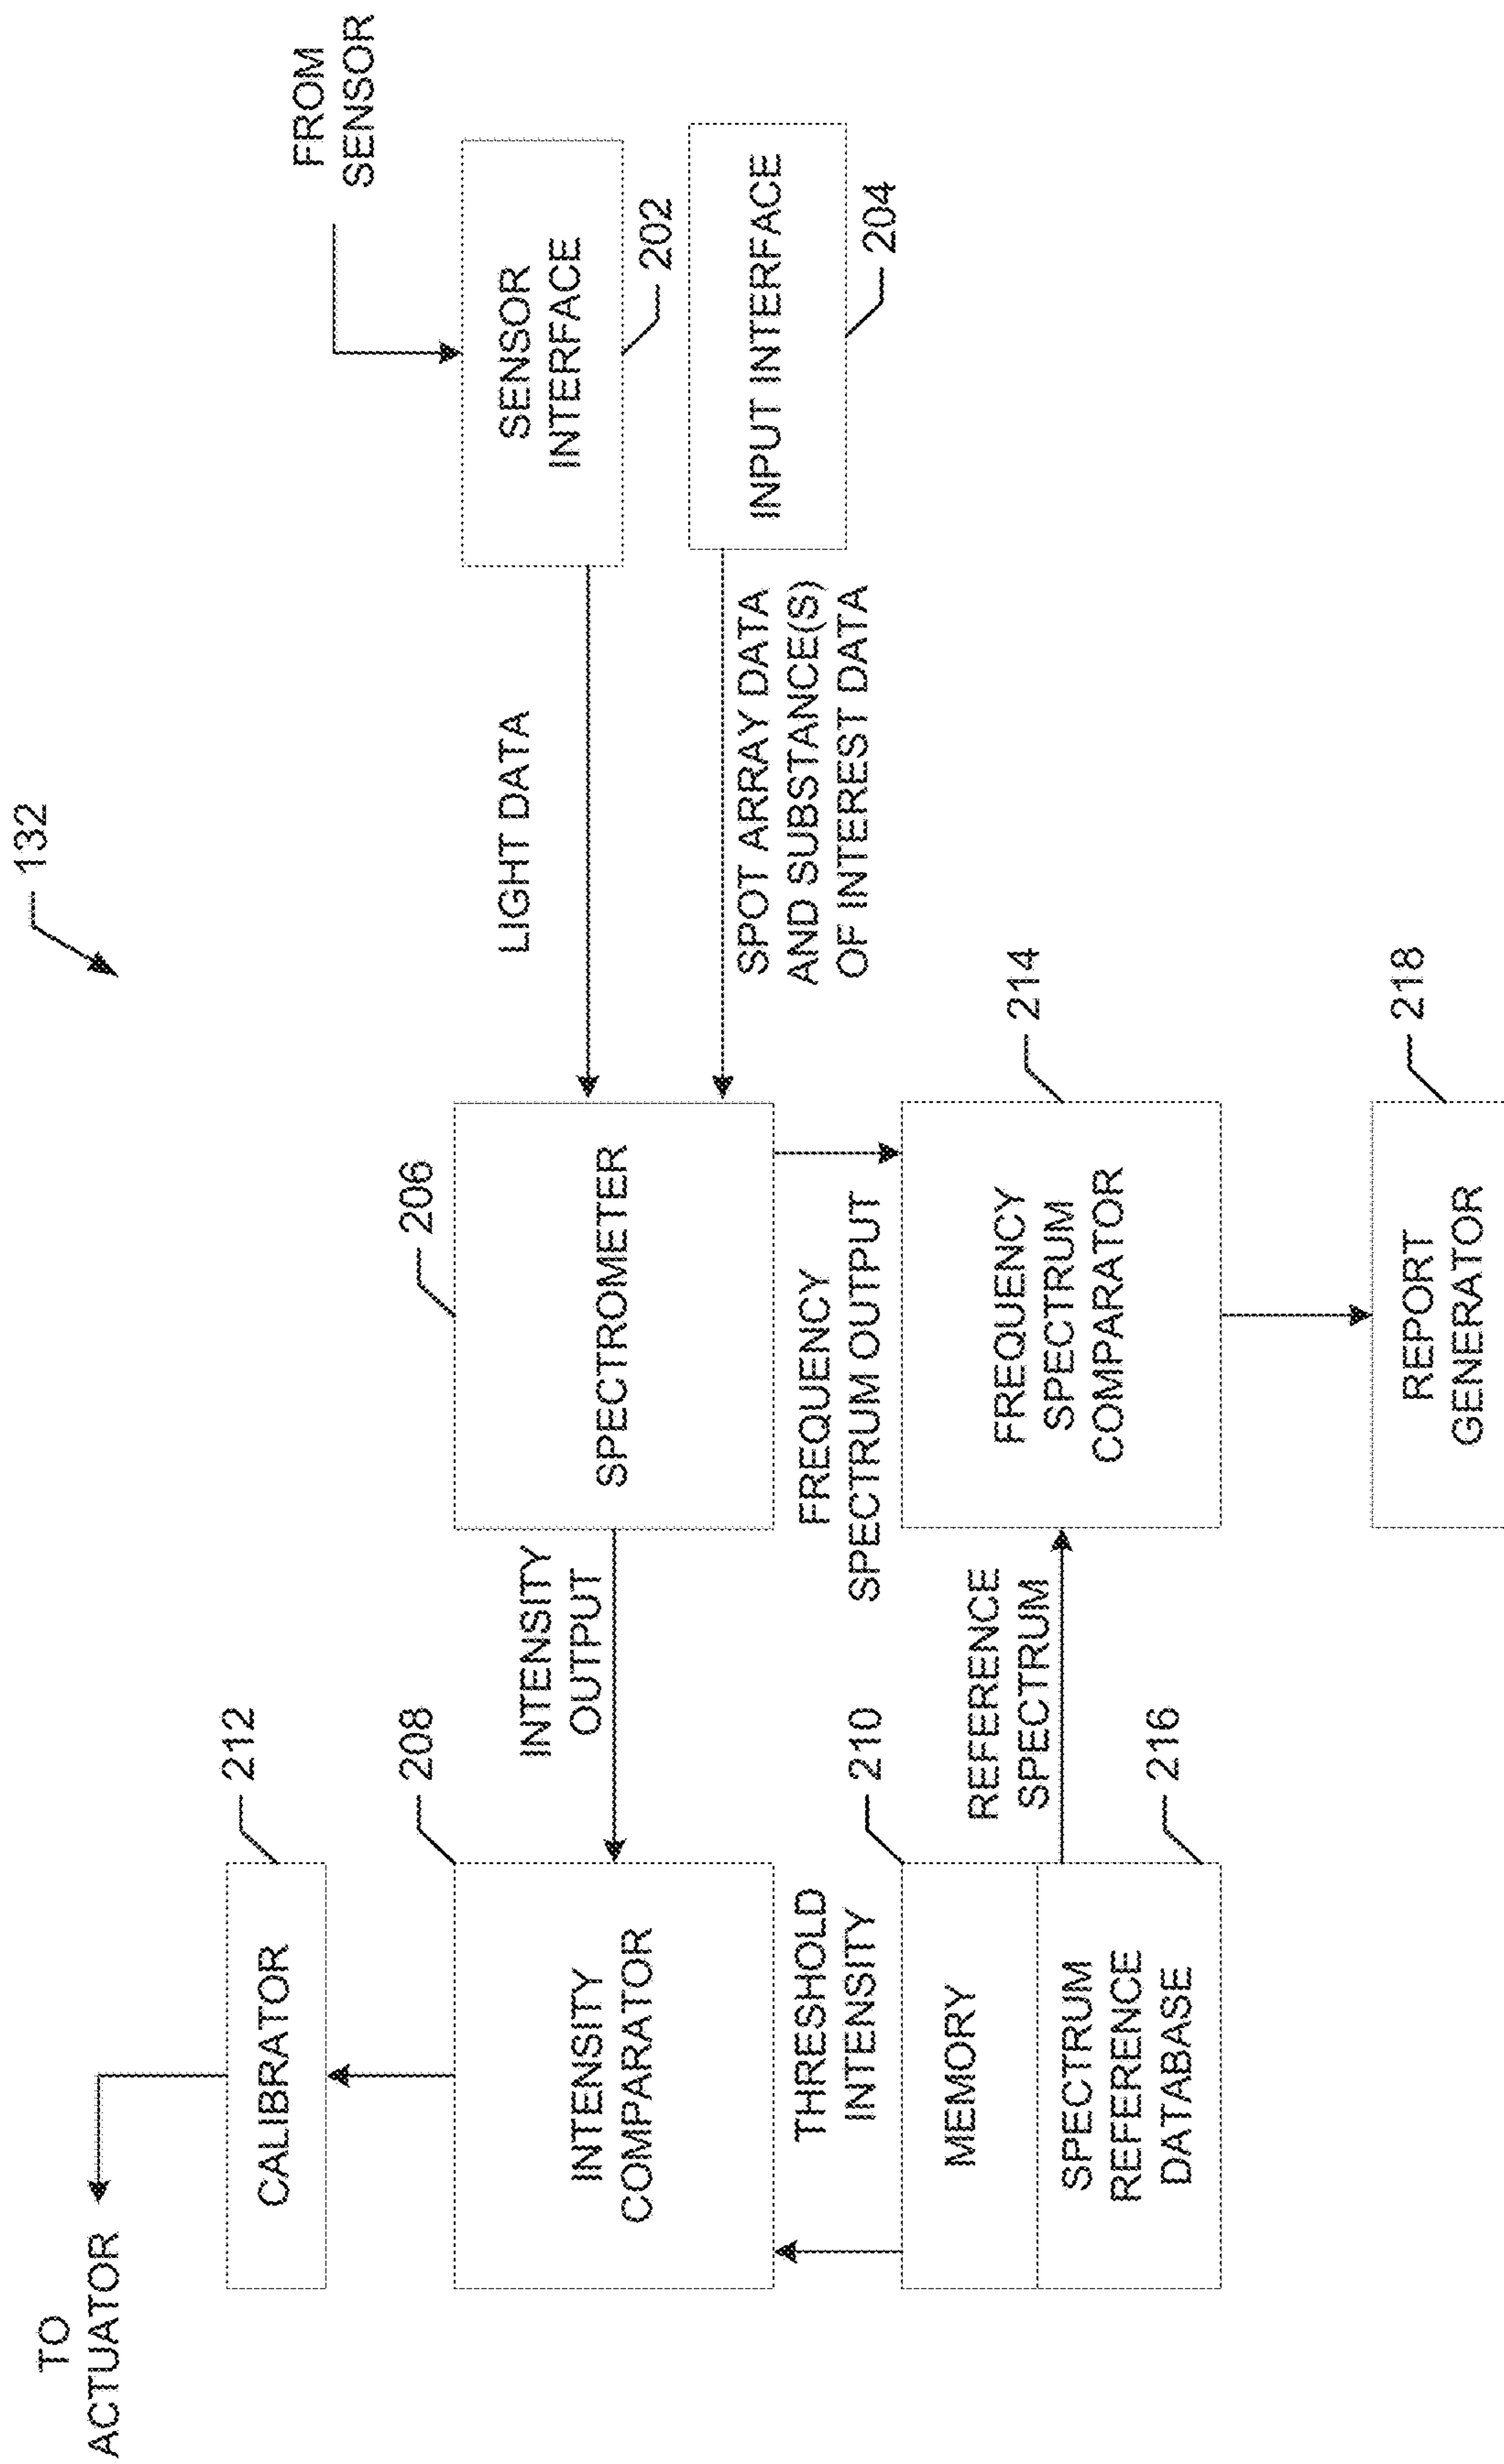 132
TO
ACTUATOR
CALIBRATOR
212
INTENSITY
COMPARATOR
208
INTENSITY
OUTPUT
SPECTROMETER
206
LIGHT DATA
FROM
SENSOR
SENSOR
INTERFACE
202
THRESHOLD
INTENSITY
FREQUENCY
SPECTRUM OUTPUT
SPOT ARRAY DATA
AND SUBSTANCE(S)
OF INTEREST DATA
INPUT INTERFACE
204
MEMORY
210
SPECTRUM
REFERENCE
DATABASE
216
REFERENCE
SPECTRUM
FREQUENCY
SPECTRUM
COMPARATOR
214
REPORT
GENERATOR
218